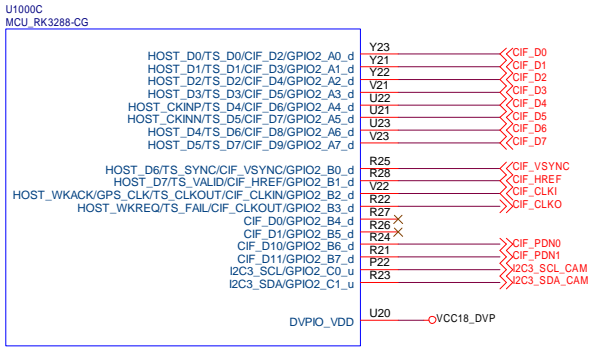 U1000C
MCU_RK3288-CG
HOST_D0/TS_D0/CIF_D2/GPIO2_A0_d Y23 CIF_D0
HOST_D1/TS_D1/CIF_D3/GPIO2_A1_d Y21 CIF_D1
HOST_D2/TS_D2/CIF_D4/GPIO2_A2_d Y22 CIF_D2
HOST_D3/TS_D3/CIF_D5/GPIO2_A3_d V21 CIF_D3
HOST_CKINP/TS_D4/CIF_D6/GPIO2_A4_d U22 CIF_D4
HOST_CKINN/TS_D5/CIF_D7/GPIO2_A5_d U21 CIF_D5
HOST_D4/TS_D6/CIF_D8/GPIO2_A6_d U23 CIF_D6
HOST_D5/TS_D7/CIF_D9/GPIO2_A7_d V23 CIF_D7
HOST_D6/TS_SYNC/CIF_VSYNC/GPIO2_B0_d R25 CIF_VSYNC
HOST_D7/TS_VALID/CIF_HREF/GPIO2_B1_d R28 CIF_HREF
HOST_WKACK/GPS_CLK/TS_CLKOUT/CIF_CLKIN/GPIO2_B2_d V22 CIF_CLKI
HOST_WKREQ/TS_FAIL/CIF_CLKOUT/GPIO2_B3_d R22 CIF_CLKO
CIF_D0/GPIO2_B4_d R27
CIF_D1/GPIO2_B5_d R26
CIF_D10/GPIO2_B6_d R24 CIF_PDN0
CIF_D11/GPIO2_B7_d R21 CIF_PDN1
I2C3_SCL/GPIO2_C0_u P22 I2C3_SCL_CAM
I2C3_SDA/GPIO2_C1_u R23 I2C3_SDA_CAM
DVPIO_VDD U20 VCC18_DVP